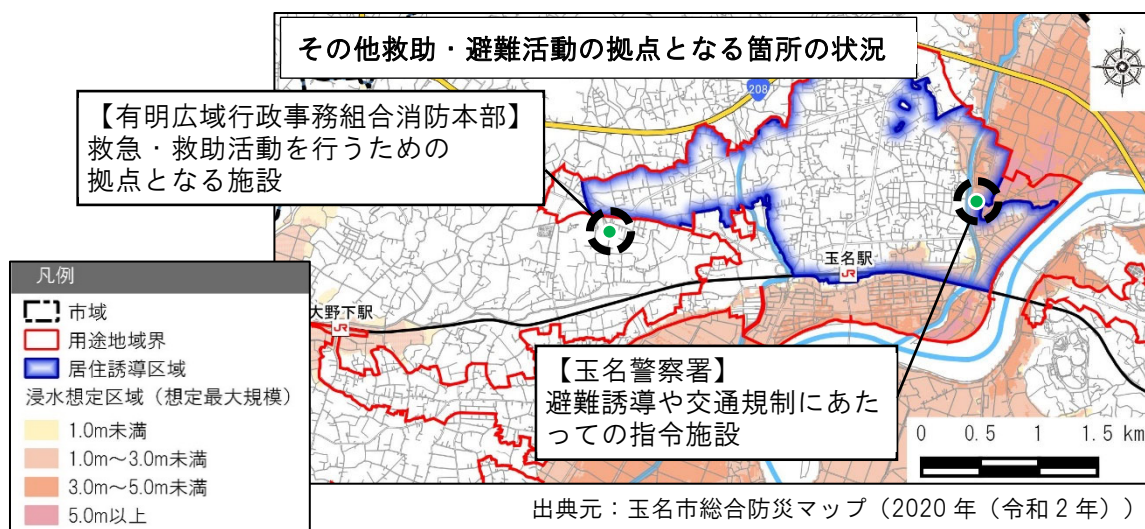 その他救助・避難活動の拠点となる箇所の状況
208
【有明広域行政事務組合消防本部】
救急・救助活動を行うための
拠点となる施設
玉名駅
JR
大野下駅
JR
凡例
市域
用途地域界
居住誘導区域
浸水想定区域（想定最大規模）
1.0m未満
1.0m～3.0m未満
3.0m～5.0m未満
5.0m以上
【玉名警察署】
避難誘導や交通規制にあた
っての指令施設
0 0.5 1 1.5 km
出典元：玉名市総合防災マップ（2020 年（令和 2 年））